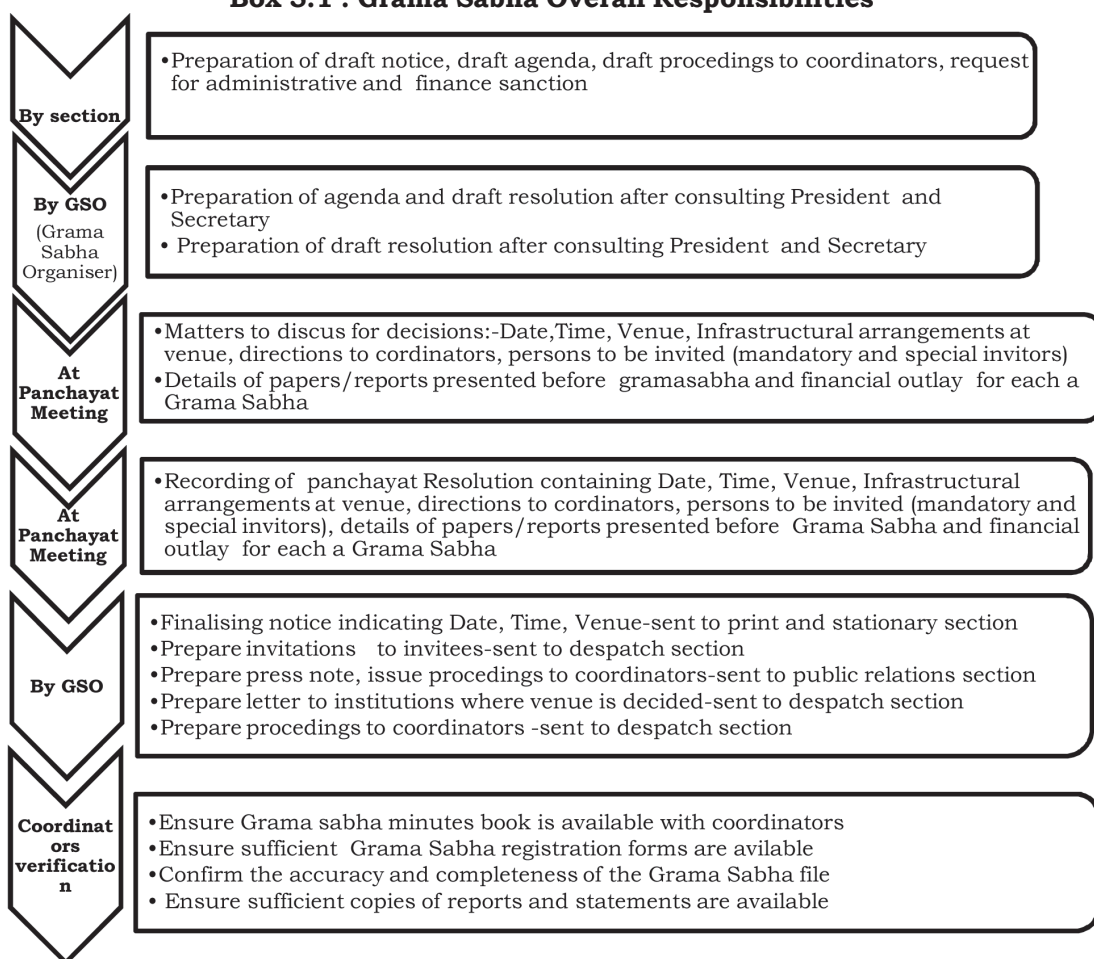 Box 3.1 : Grama Sabha Overall Responsibilities
By section
•Preparation of draft notice, draft agenda, draft procedings to coordinators, request
for administrative and finance sanction
By GSO
(Grama
Sabha
Organiser)
•Preparation of agenda and draft resolution after consulting President and
Secretary
• Preparation of draft resolution after consulting President and Secretary
At
Panchayat
Meeting
•Matters to discus for decisions:-Date,Time, Venue, Infrastructural arrangements at
venue, directions to cordinators, persons to be invited (mandatory and special invitors)
•Details of papers/reports presented before gramasabha and financial outlay for each a
Grama Sabha
At
Panchayat
Meeting
•Recording of panchayat Resolution containing Date, Time, Venue, Infrastructural
arrangements at venue, directions to cordinators, persons to be invited (mandatory and
special invitors), details of papers/reports presented before Grama Sabha and financial
outlay for each a Grama Sabha
By GSO
•Finalising notice indicating Date, Time, Venue-sent to print and stationary section
•Prepare invitations to invitees-sent to despatch section
•Prepare press note, issue procedings to coordinators-sent to public relations section
•Prepare letter to institutions where venue is decided-sent to despatch section
•Prepare procedings to coordinators -sent to despatch section
Coordinat
ors
verificatio
n
•Ensure Grama sabha minutes book is available with coordinators
•Ensure sufficient Grama Sabha registration forms are avilable
•Confirm the accuracy and completeness of the Grama Sabha file
• Ensure sufficient copies of reports and statements are available